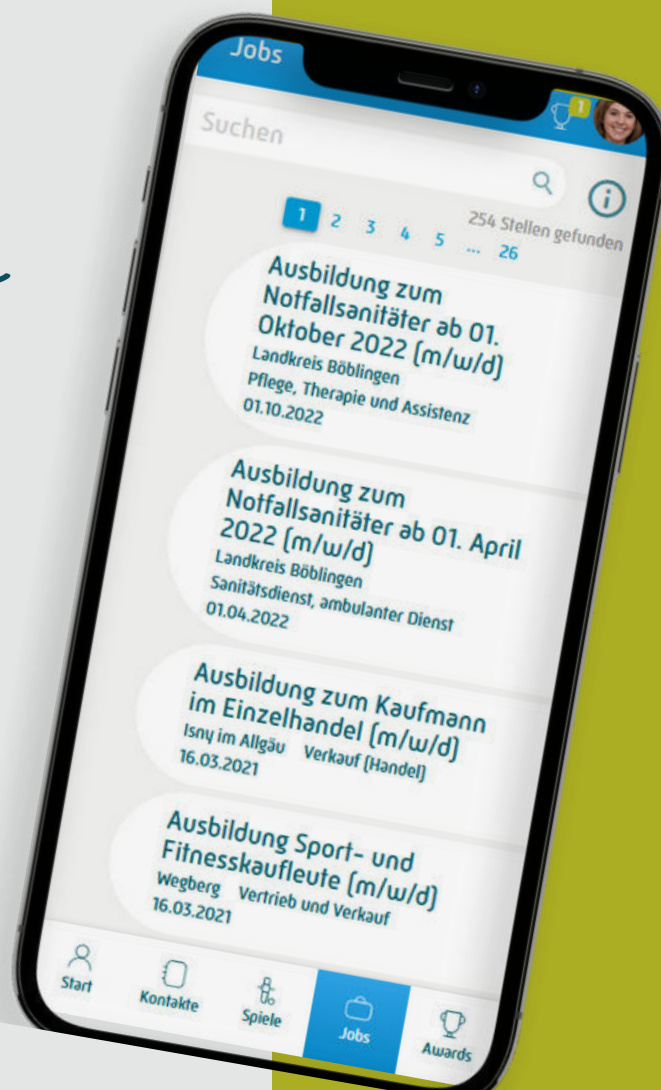 Jobs
1
Suchen
254 Stellen gefunden
1 2 3 4 5 ... 26
Ausbildung zum
Notfallsanitäter ab 01.
Oktober 2022 (m/w/d)
Landkreis Böblingen
Pflege, Therapie und Assistenz
01.10.2022
Ausbildung zum
Notfallsanitäter ab 01. April
2022 (m/w/d)
Landkreis Böblingen
Sanitätsdienst, ambulanter Dienst
01.04.2022
Ausbildung zum Kaufmann
im Einzelhandel (m/w/d)
Isny im Allgäu Verkauf (Handel)
16.03.2021
Ausbildung Sport- und
Fitnesskaufleute (m/w/d)
Wegberg Vertrieb und Verkauf
16.03.2021
Start Kontakte Spiele Jobs Awards